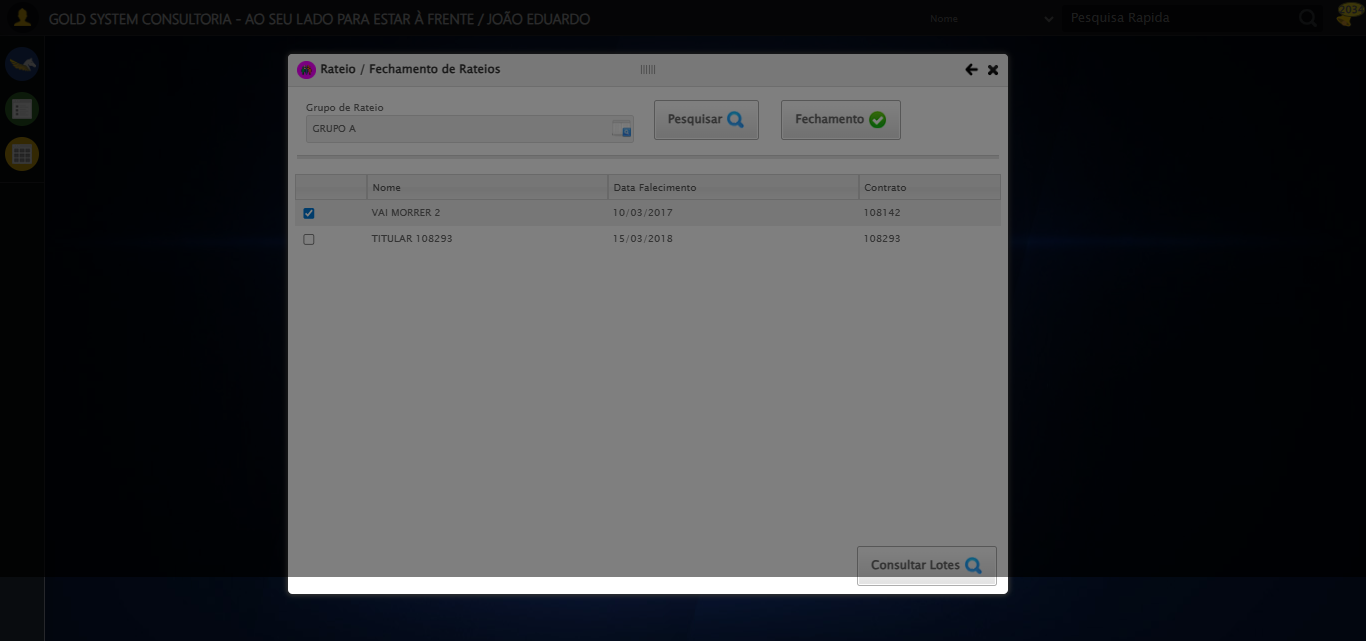 GOLD SYSTEM CONSULTORIA - AO SEU LADO PARA ESTAR À FRENTE / JOÃO EDUARDO
Nome
Pesquisa Rapida
Rateio / Fechamento de Rateios
Grupo de Rateio
GRUPO A
Pesquisar
Fechamento
Nome Data Falecimento Contrato
VAI MORRER 2 10/03/2017 108142
TITULAR 108293 15/03/2018 108293
Consultar Lotes